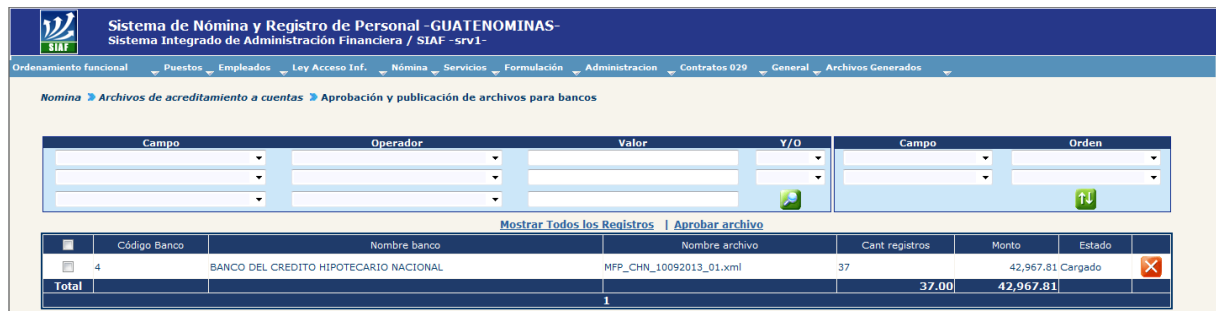 SIAF
Sistema de Nómina y Registro de Personal -GUATENOMINAS-
Sistema Integrado de Administración Financiera / SIAF -srv1-
Ordenamiento funcional Puestos Empleados Ley Acceso Inf. Nómina Servicios Formulación Administracion Contratos 029 General Archivos Generados
Nomina Archivos de acreditamiento a cuentas Aprobación y publicación de archivos para bancos
Campo Operador Valor Y/O Campo Orden
Mostrar Todos los Registros | Aprobar archivo
Código Banco Nombre banco Nombre archivo Cant registros Monto Estado
4 BANCO DEL CREDITO HIPOTECARIO NACIONAL MFP_CHN_10092013_01.xml 37 42,967.81 Cargado
Total 37.00 42,967.81
1